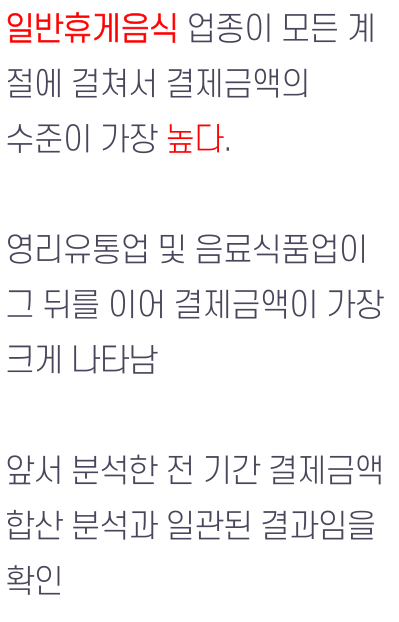 일반휴게음식 업종이 모든 계
절에 걸쳐서 결제금액의
수준이 가장 높다.
영리유통업 및 음료식품업이
그 뒤를 이어 결제금액이 가장
크게 나타남
앞서 분석한 전 기간 결제금액
합산 분석과 일관된 결과임을
확인